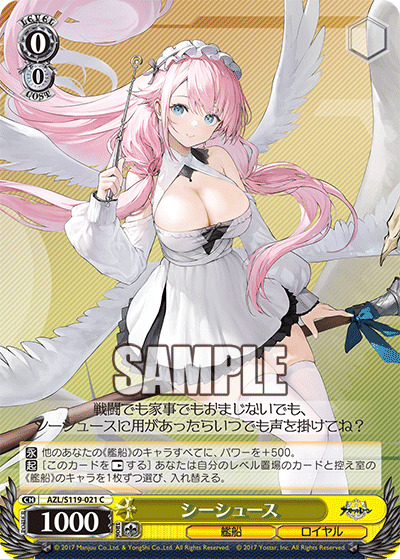 LEVEL
0
0
COST
SAMPLE
戦闘でも家事でもおまじないでも、
シーシュースに用があったらいつでも声を掛けてね?
永 他のあなたの《艦船》のキャラすべてに、パワーを+500。
起 [このカードを する] あなたは自分のレベル置場のカードと控え室の
《艦船》のキャラを1枚ずつ選び、入れ替える。
CH AZL/S119-021 C
1000
シーシュース
アズールレーン
艦船 ロイヤル
© 2017 Manjuu Co.,Ltd. & YongShi Co.,Ltd. All Rights Reserved. © 2017 Yostar, Inc. All Rights Reserved.